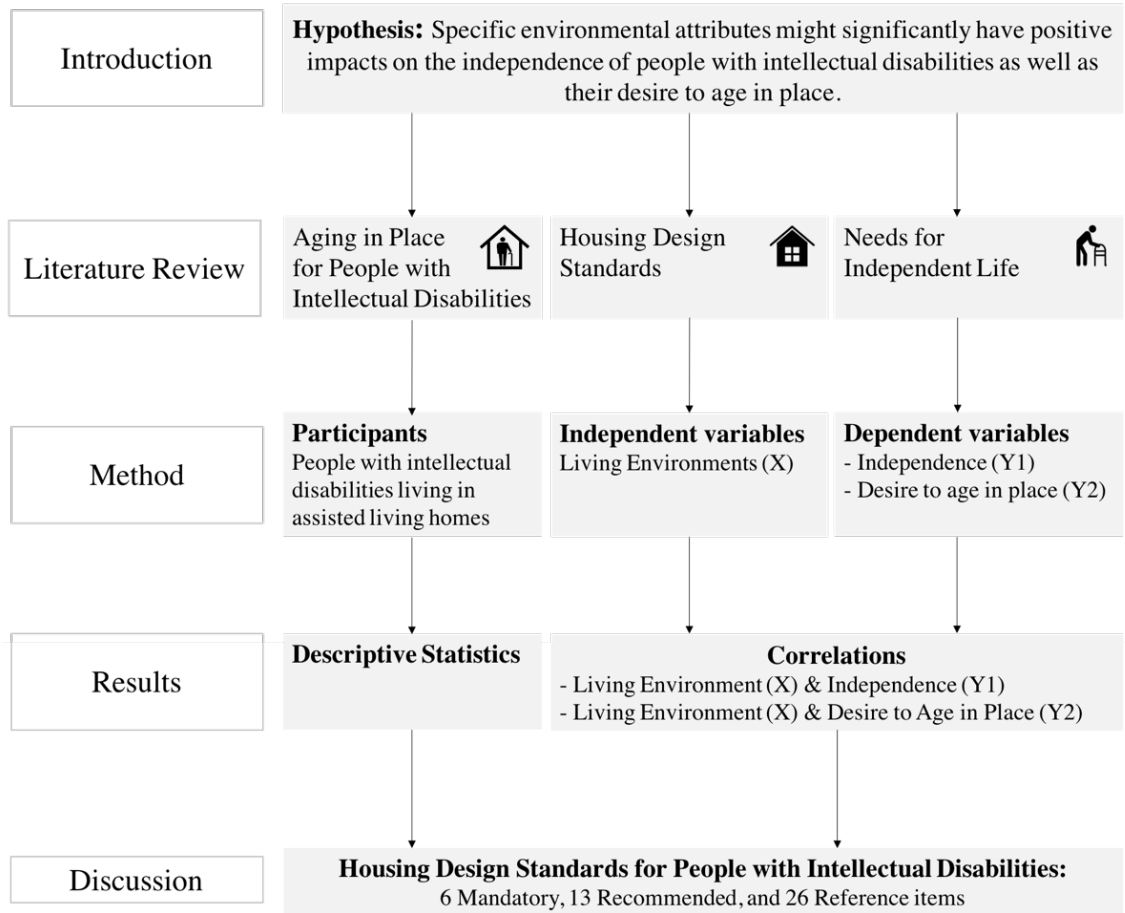 Introduction
Hypothesis: Specific environmental attributes might significantly have positive
impacts on the independence of people with intellectual disabilities as well as
their desire to age in place.
Literature Review
Aging in Place
for People with
Intellectual Disabilities
Housing Design
Standards
Needs for
Independent Life
Method
Participants
People with intellectual
disabilities living in
assisted living homes
Independent variables
Living Environments (X)
Dependent variables
- Independence (Y1)
- Desire to age in place (Y2)
Results
Descriptive Statistics
Correlations
- Living Environment (X) & Independence (Y1)
- Living Environment (X) & Desire to Age in Place (Y2)
Discussion
Housing Design Standards for People with Intellectual Disabilities:
6 Mandatory, 13 Recommended, and 26 Reference items